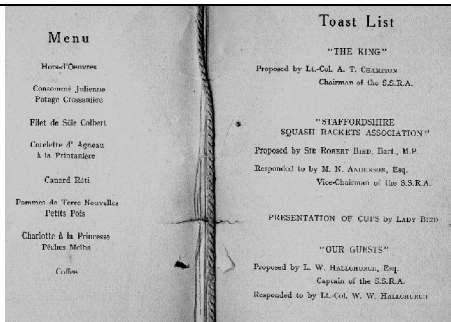 Menu
Hors-d'Oeuvres
Consommé Julienne
Potage Cressonière
Filet de Sole Colbert
Cotelette d' Agneau
à la Printanière
Canard Rôti
Pommes de Terre Nouvelles
Petits Pois
Charlotte à la Princesse
Pêches Melba
Coffee
Toast List
"THE KING"
Proposed by Lt.-Col. A. T. CHAMPION
Chairman of the S.S.R.A.
"STAFFORDSHIRE
SQUASH RACKETS ASSOCIATION"
Proposed by SIR ROBERT BIRD, Bart., M.P.
Responded to by M. N. ANDERSEN, Esq.
Vice-Chairman of the S.S.R.A.
PRESENTATION OF CUPS by LADY BIRD
"OUR GUESTS"
Proposed by L. W. HALLCHURCH, Esq.
Captain of the S.S.R.A.
Responded to by Lt.-Col. W. W. HALLCHURCH